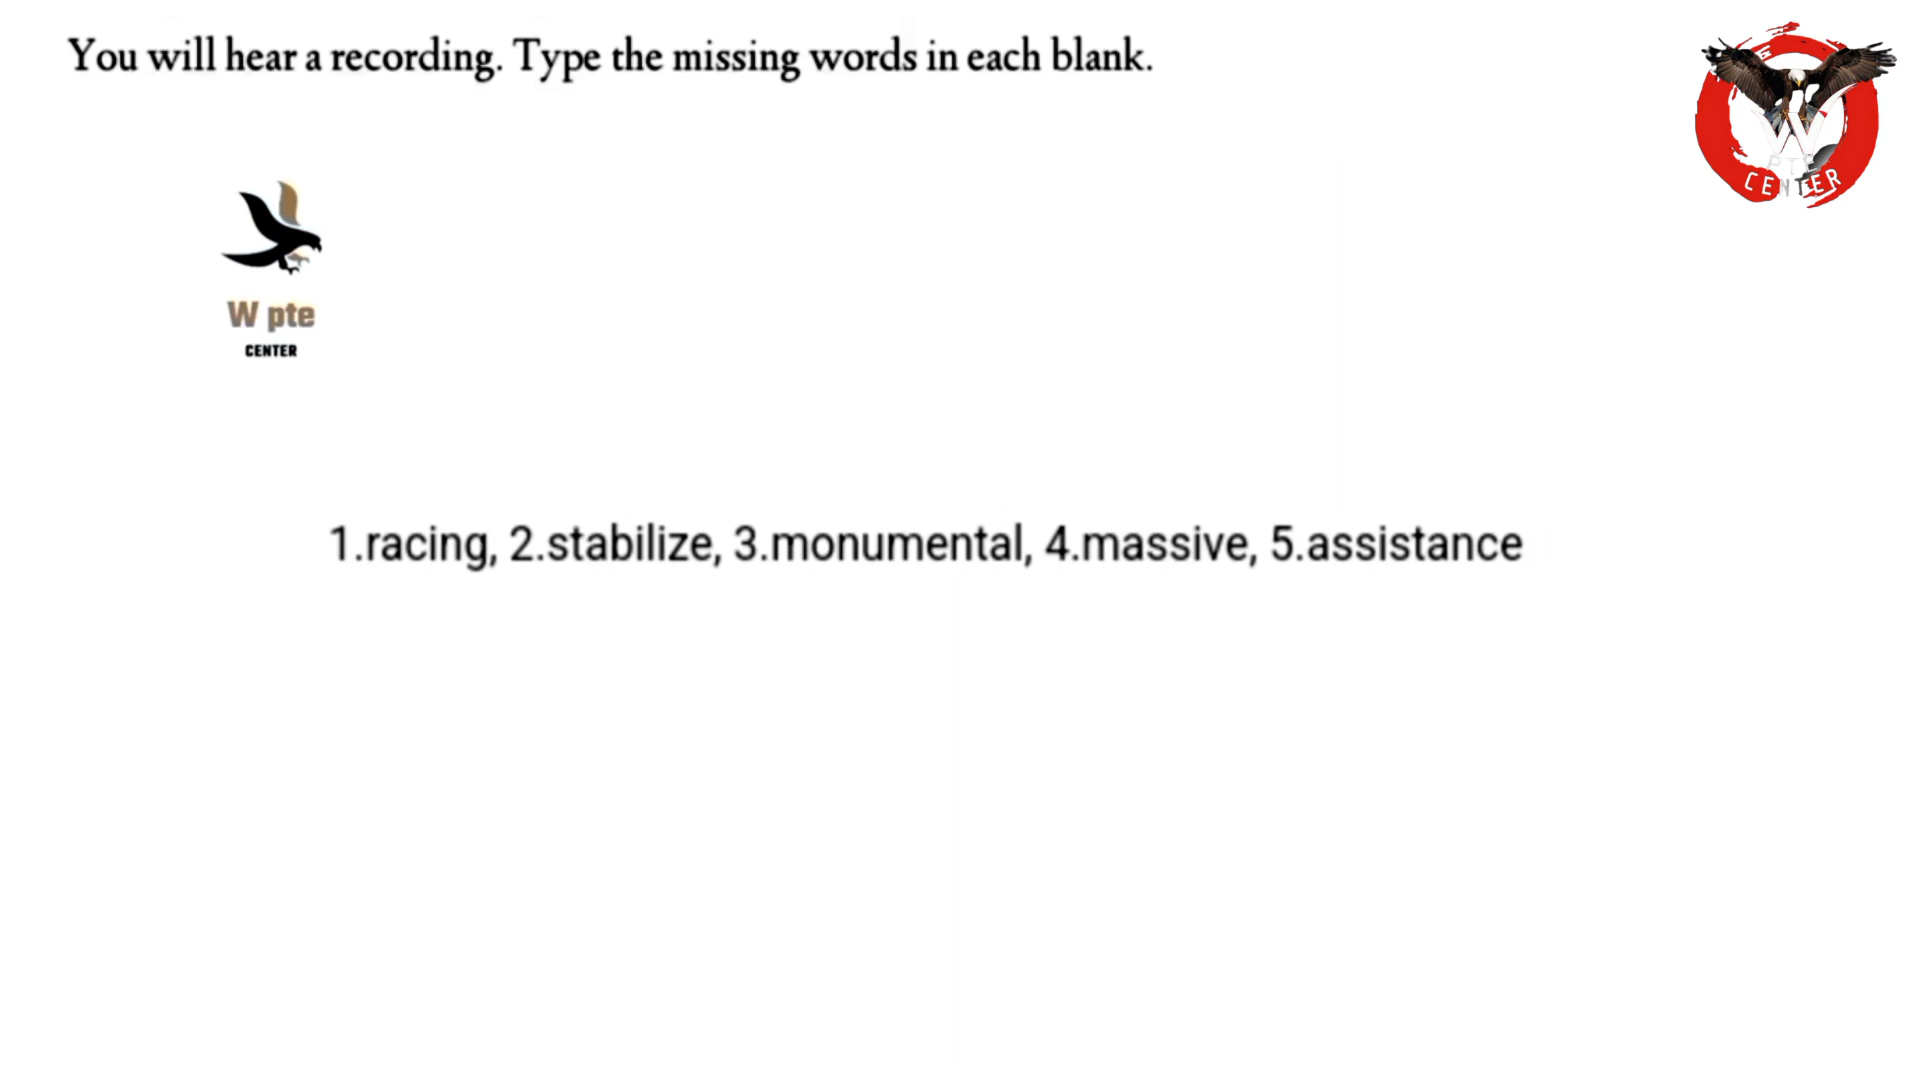 You will hear a recording. Type the missing words in each blank.
W
PTE
CENTER
W pte
CENTER
1.racing, 2.stabilize, 3.monumental, 4.massive, 5.assistance